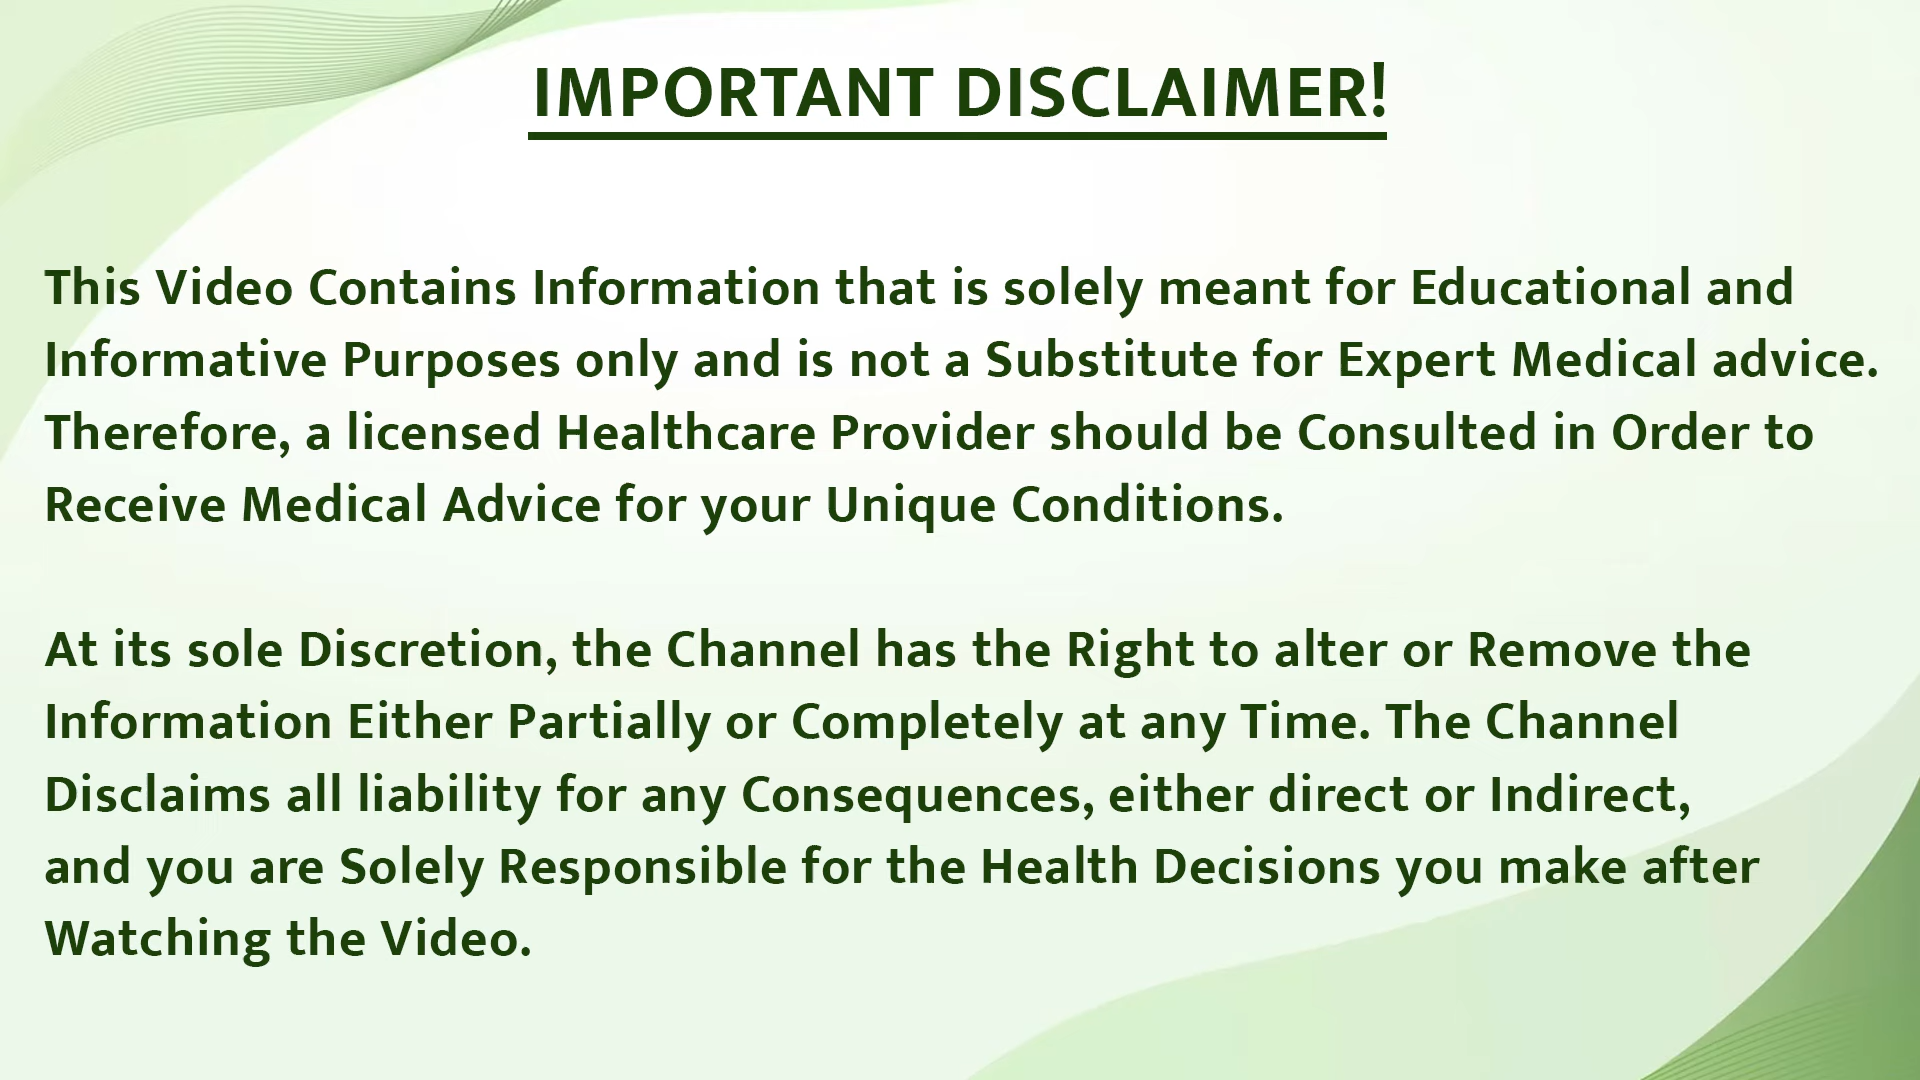 IMPORTANT DISCLAIMER!
This Video Contains Information that is solely meant for Educational and
Informative Purposes only and is not a Substitute for Expert Medical advice.
Therefore, a licensed Healthcare Provider should be Consulted in Order to
Receive Medical Advice for your Unique Conditions.
At its sole Discretion, the Channel has the Right to alter or Remove the
Information Either Partially or Completely at any Time. The Channel
Disclaims all liability for any Consequences, either direct or Indirect,
and you are Solely Responsible for the Health Decisions you make after
Watching the Video.